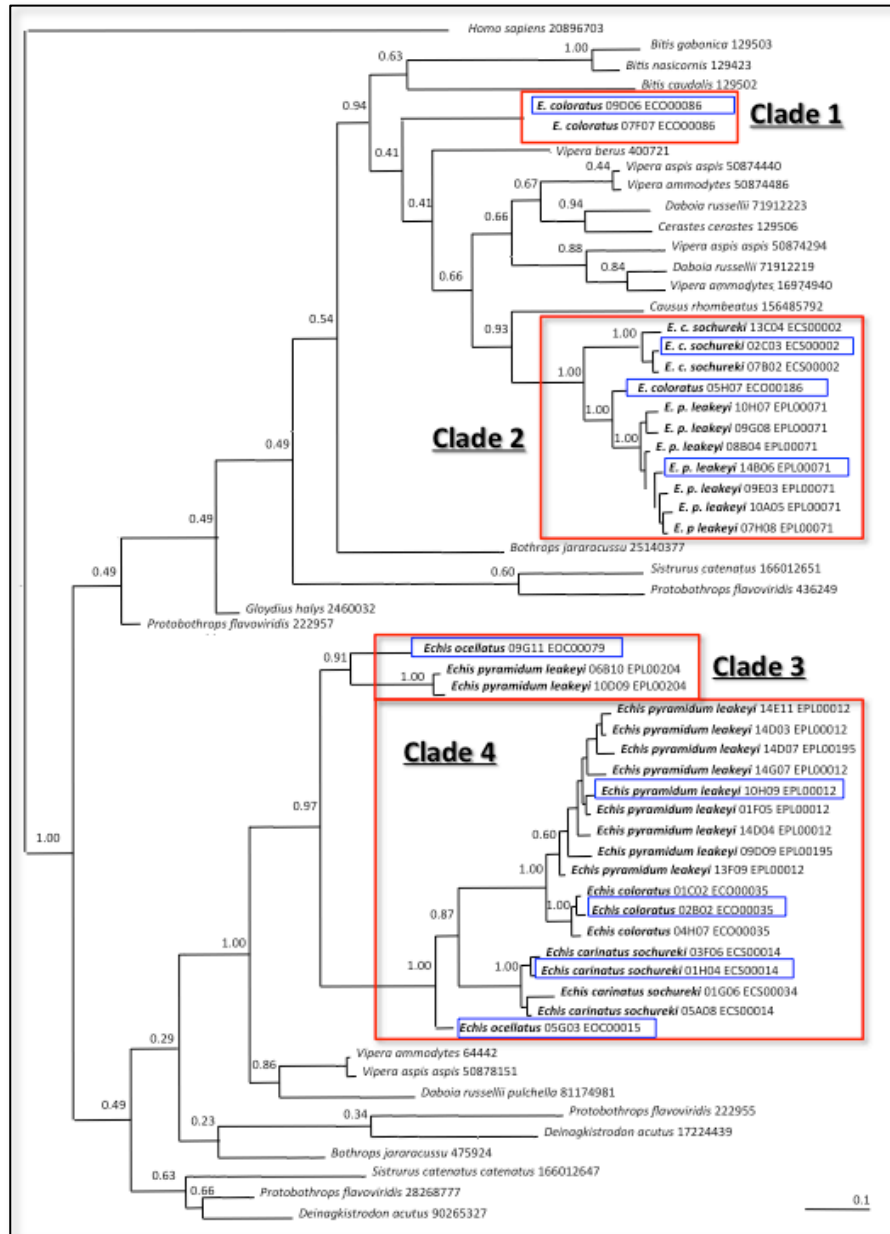 Homo sapiens 20896703
1.00
Bitis gabonica 129503
0.63
Bitis nasicornis 129423
Bitis caudalis 129502
0.94
E. coloratus 09D06 ECO00086
Clade 1
E. coloratus 07F07 ECO00086
0.41
Vipera berus 400721
0.44
Vipera aspis aspis 50874440
0.67
Vipera ammodytes 50874486
0.41
Daboia russellii 71912223
0.94
0.66
Cerastes cerastes 129506
0.88
Vipera aspis aspis 50874294
0.66
Daboia russellii 71912219
0.84
Vipera ammodytes 16974940
Causus rhombeatus 156485792
0.93
E. c. sochureki 13C04 ECS00002
1.00
0.54
E. c. sochureki 02C03 ECS00002
E. c. sochureki 07B02 ECS00002
1.00
E. coloratus 05H07 ECO00186
1.00
E. p. leakeyi 10H07 EPL00071
E. p. leakeyi 09G08 EPL00071
Clade 2
1.00
E. p. leakeyi 08B04 EPL00071
0.49
E. p. leakeyi 14B06 EPL00071
E. p. leakeyi 09E03 EPL00071
E. p. leakeyi 10A05 EPL00071
0.49
E. p leakeyi 07H08 EPL00071
Bothrops jararacussu 25140377
0.49
Sistrurus catenatus 166012651
0.60
Protobothrops flavoviridis 436249
Gloydius halys 2460032
Protobothrops flavoviridis 222957
Echis ocellatus 09G11 EOC00079
0.91
Clade 3
Echis pyramidum leakeyi 06B10 EPL00204
1.00
Echis pyramidum leakeyi 10D09 EPL00204
Echis pyramidum leakeyi 14E11 EPL00012
Echis pyramidum leakeyi 14D03 EPL00012
Clade 4
Echis pyramidum leakeyi 14D07 EPL00195
Echis pyramidum leakeyi 14G07 EPL00012
0.97
Echis pyramidum leakeyi 10H09 EPL00012
Echis pyramidum leakeyi 01F05 EPL00012
0.60
Echis pyramidum leakeyi 14D04 EPL00012
1.00
Echis pyramidum leakeyi 09D09 EPL00195
1.00
Echis pyramidum leakeyi 13F09 EPL00012
Echis coloratus 01C02 ECO00035
1.00
Echis coloratus 02B02 ECO00035
0.87
Echis coloratus 04H07 ECO00035
1.00
Echis carinatus sochureki 03F06 ECS00014
1.00
Echis carinatus sochureki 01H04 ECS00014
1.00
Echis carinatus sochureki 01G06 ECS00034
Echis carinatus sochureki 05A08 ECS00014
Echis ocellatus 05G03 EOC00015
0.29
Vipera ammodytes 64442
0.86
Vipera aspis aspis 50878151
Daboia russellii pulchella 81174981
0.49
0.34
Protobothrops flavoviridis 222955
0.23
Deinagkistrodon acutus 17224439
Bothrops jararacussu 475924
0.63
Sistrurus catenatus catenatus 166012647
0.66
Protobothrops flavoviridis 28268777
0.1
Deinagkistrodon acutus 90265327